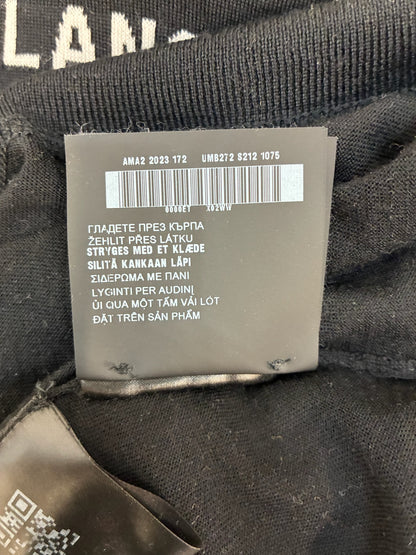 LAN
AMA2 2023 172 UMB272 S212 1075
ГЛАДЕТЕ ПРЕЗ КЪРПА
ŽEHLIT PŘES LÁTKU
STRYGES MED ET KLÆDE
SILITÄ KANKAAN LÄPI
ΣΙΔΕΡΩΜΑ ΜΕ ΠΑΝΙ
LYGINTI PER AUDINĮ
ỦI QUA MỘT TẤM VẢI LÓT
ĐẶT TRÊN SẢN PHẨM